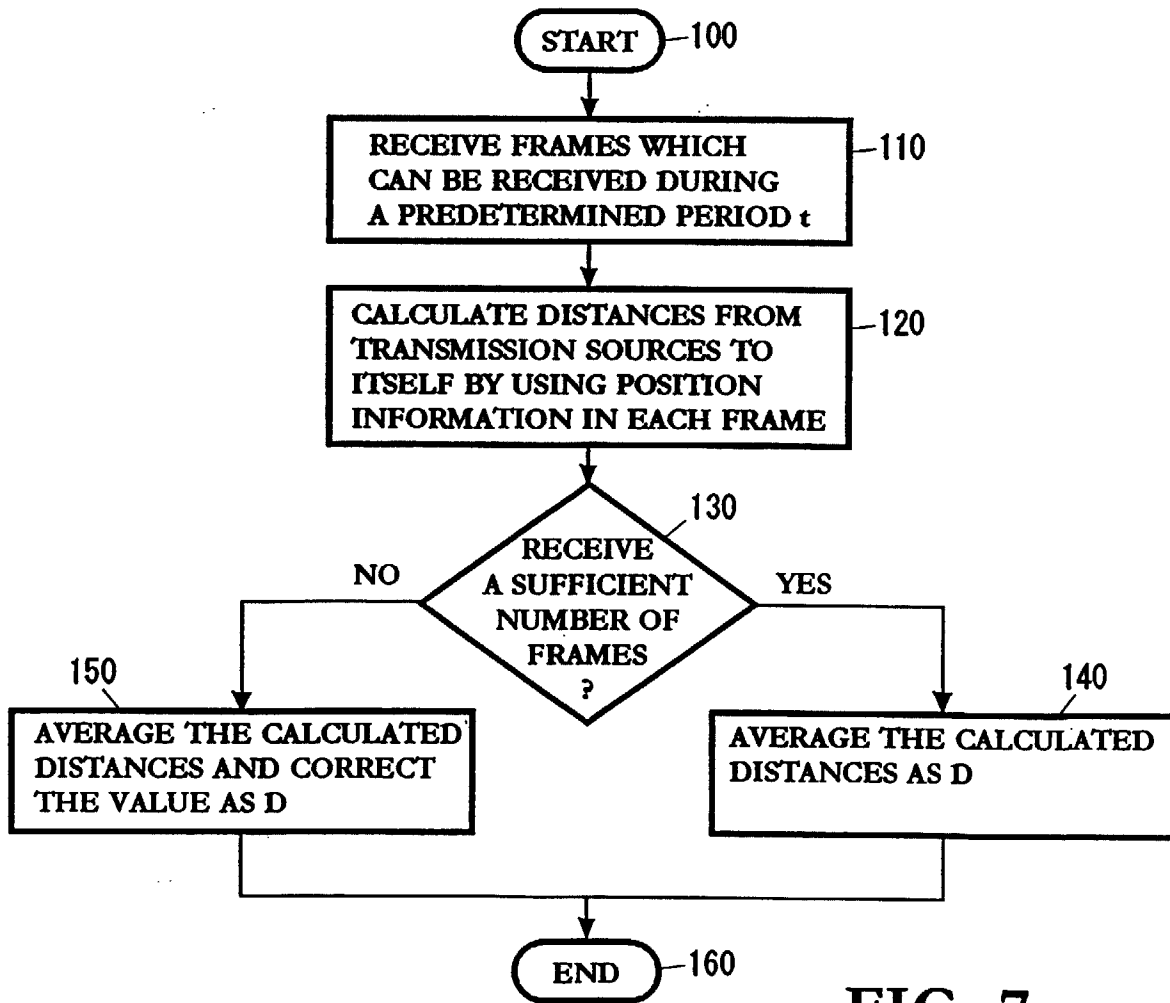 START
100
RECEIVE FRAMES WHICH
CAN BE RECEIVED DURING
A PREDETERMINED PERIOD t
110
CALCULATE DISTANCES FROM
TRANSMISSION SOURCES TO
ITSELF BY USING POSITION
INFORMATION IN EACH FRAME
120
130
RECEIVE
A SUFFICIENT
NUMBER OF
FRAMES
?
NO
YES
150
AVERAGE THE CALCULATED
DISTANCES AND CORRECT
THE VALUE AS D
140
AVERAGE THE CALCULATED
DISTANCES AS D
END
160
FIG. 7